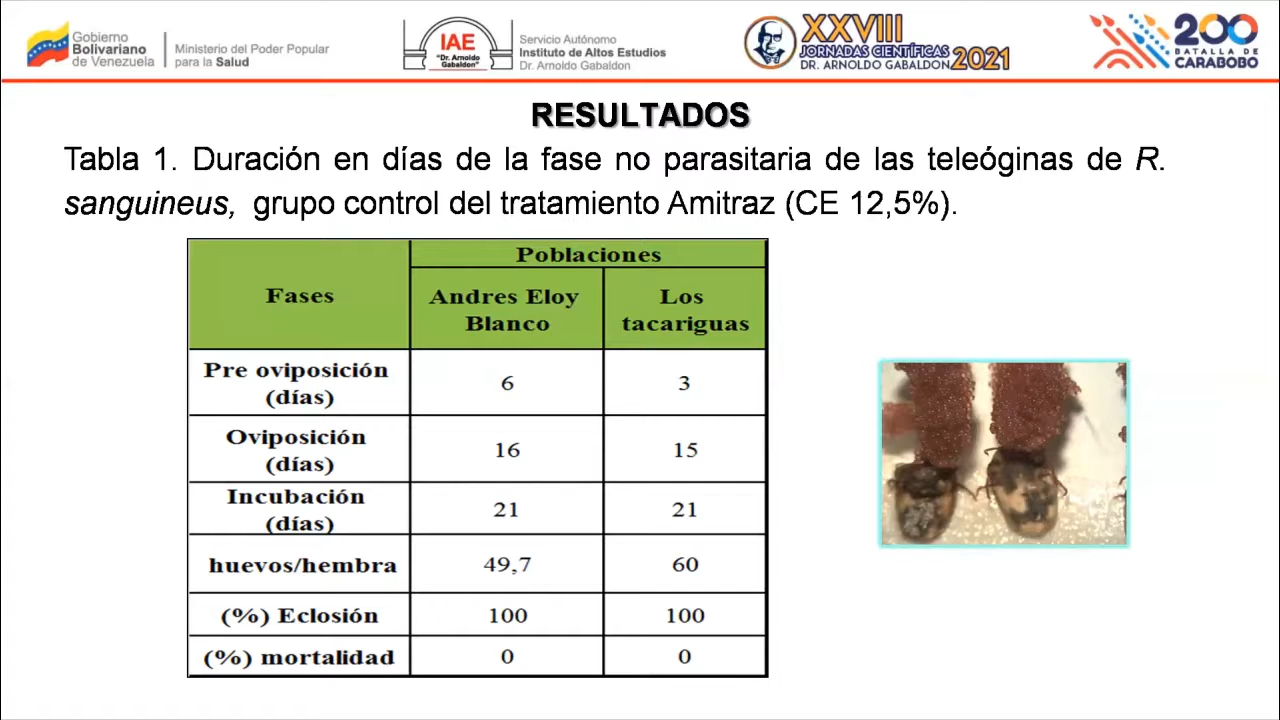 Gobierno
Bolivariano
de Venezuela
Ministerio del Poder Popular
para la Salud
IAE
"Dr. Arnoldo
Gabaldon"
Servicio Autónomo
Instituto de Altos Estudios
Dr. Arnoldo Gabaldon
XXVIII
JORNADAS CIENTÍFICAS
DR. ARNOLDO GABALDON 2021
200
BATALLA DE
CARABOBO
RESULTADOS
Tabla 1. Duración en días de la fase no parasitaria de las teleóginas de R.
sanguineus, grupo control del tratamiento Amitraz (CE 12,5%).
Fases
Poblaciones
Andres Eloy
Blanco
Los
tacariguas
Pre oviposición
(días)
6
3
Oviposición
(días)
16
15
Incubación
(días)
21
21
huevos/hembra
49,7
60
(%) Eclosión
100
100
(%) mortalidad
0
0